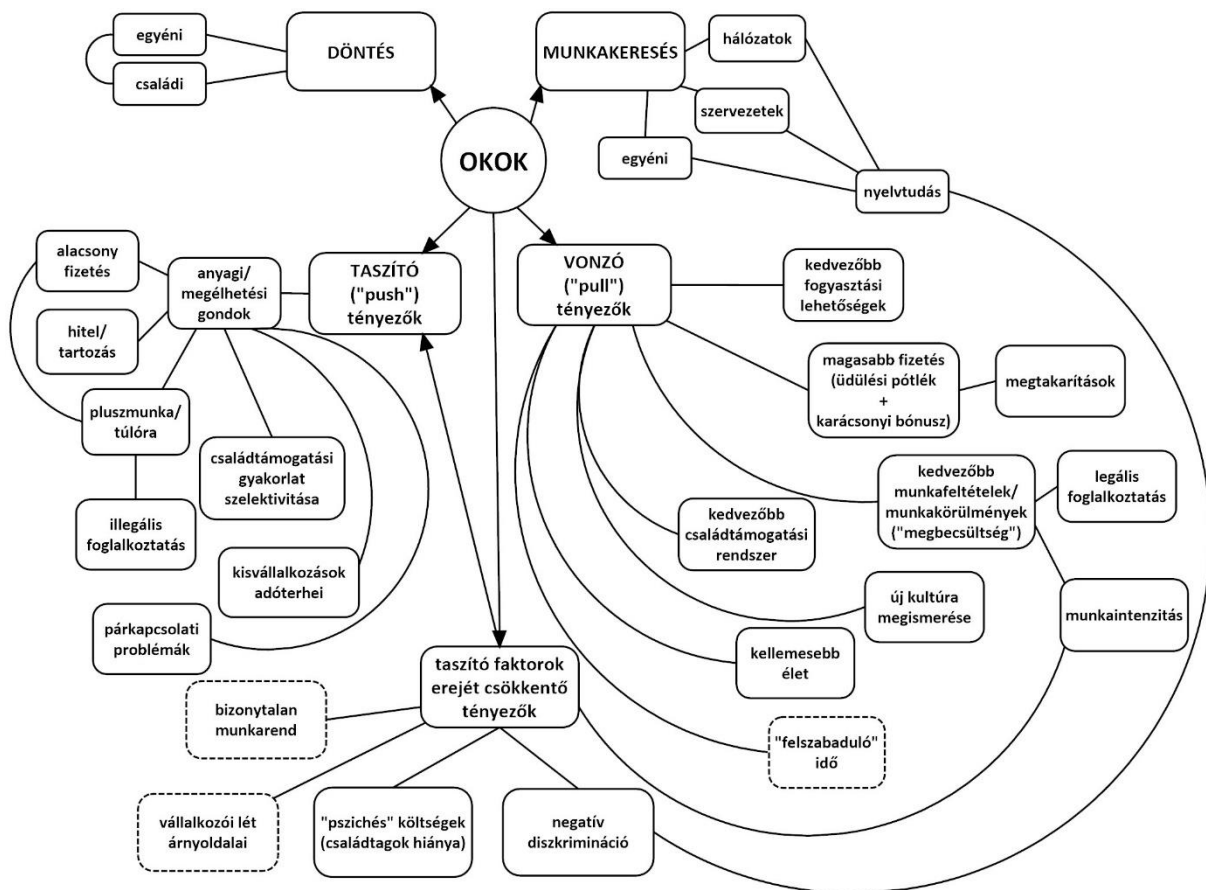 egyéni
családi
DÖNTÉS
MUNKAKERESÉS
hálózatok
szervezetek
egyéni
nyelvtudás
OKOK
alacsony
fizetés
anyagi/
megélhetési
gondok
TASZÍTÓ
("push")
tényezők
VONZÓ
("pull")
tényezők
kedvezőbb
fogyasztási
lehetőségek
hitel/
tartozás
magasabb fizetés
(üdülési pótlék
+
karácsonyi bónusz)
megtakarítások
pluszmunka/
túlóra
családtámogatási
gyakorlat
szelektivitása
kedvezőbb
munkafeltételek/
munkakörülmények
("megbecsültség")
legális
foglalkoztatás
illegális
foglalkoztatás
kedvezőbb
családtámogatási
rendszer
kisvállalkozások
adóterhei
új kultúra
megismerése
munkaintenzitás
párkapcsolati
problémák
taszító faktorok
erejét csökkentő
tényezők
kellemesebb
élet
bizonytalan
munkarend
"felszabaduló"
idő
vállalkozói lét
árnyoldalai
"pszichés" költségek
(családtagok hiánya)
negatív
diszkrimináció